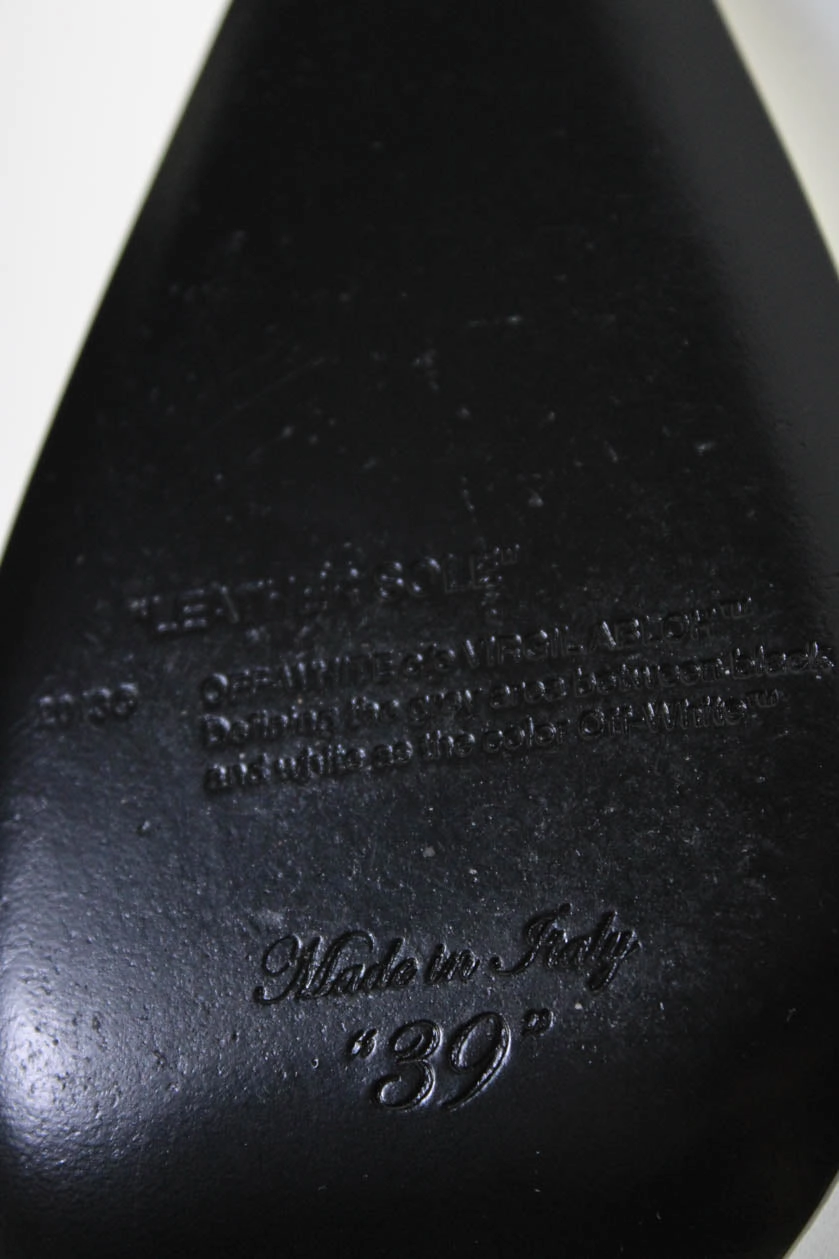 "LEATHER SOLE"
OFF-WHITE c/o VIRGIL ABLOH™
Defining the grey area between black
and white as the color Off-White™
Made in Italy
"39"